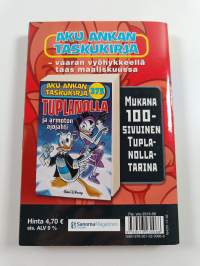 AKU ANKAN
TASKUKIRJA
– vaaran vyöhykkeellä
taas maaliskuussa
AKU ANKAN
TASKUKIRJA
TUPLANOLLA
ja armoton
ajojahti
MUKANA
100-
SIVUINEN
TUPLA-
NOLLA-
TARINA
Hinta 4,70 €
sis. ALV 9 %
Sanoma Magazines